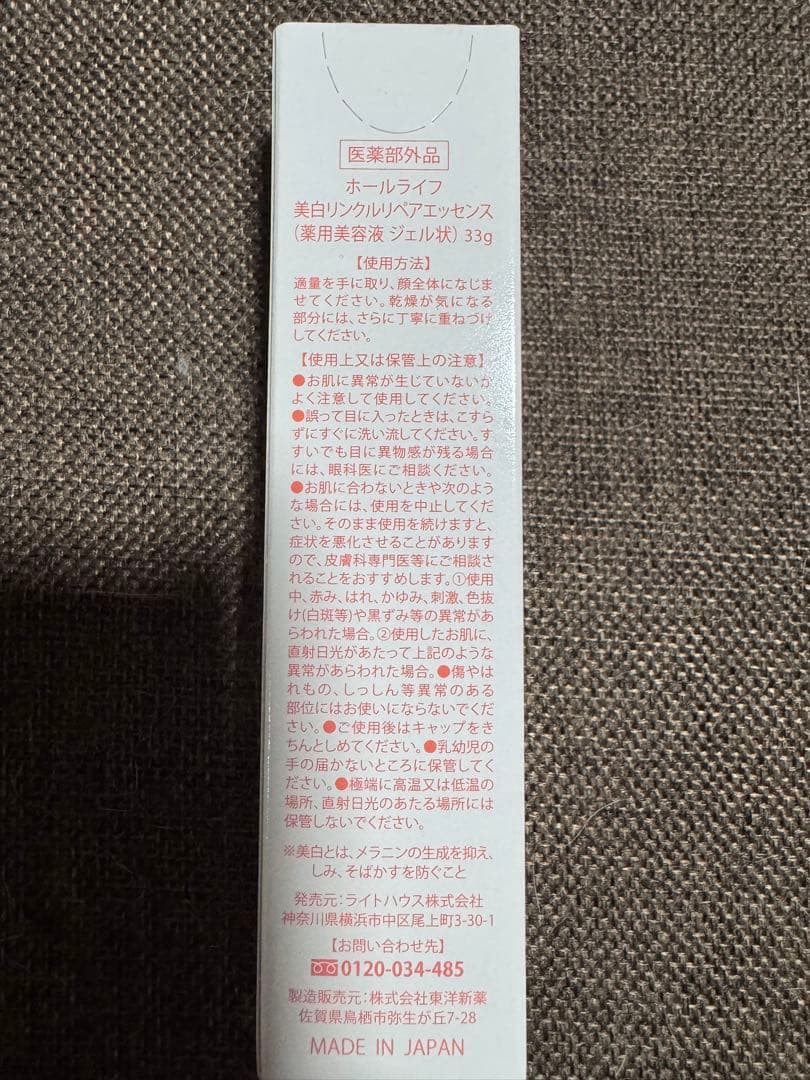 医薬部外品
ホールライフ
美白リンクルリペアエッセンス
(薬用美容液 ジェル状) 33g
【使用方法】
適量を手に取り、顔全体になじま
せてください。乾燥が気になる
部分には、さらに丁寧に重ねづけ
してください。
【使用上又は保管上の注意】
●お肌に異常が生じていないか
よく注意して使用してください。
●誤って目に入ったときは、こすら
ずにすぐに洗い流してください。す
すいでも目に異物感が残る場合
には、眼科医にご相談ください。
●お肌に合わないときや次のよう
な場合には、使用を中止してくだ
さい。そのまま使用を続けますと、
症状を悪化させることがあります
ので、皮膚科専門医等にご相談さ
れることをおすすめします。①使用
中、赤み、はれ、かゆみ、刺激、色抜
け(白斑等)や黒ずみ等の異常があ
らわれた場合。②使用したお肌に、
直射日光があたって上記のような
異常があらわれた場合。●傷やは
れもの、しっしん等異常のある
部位にはお使いにならないでくだ
さい。●ご使用後はキャップをき
ちんとしめてください。●乳幼児の
手の届かないところに保管してく
ださい。●極端に高温又は低温の
場所、直射日光のあたる場所には
保管しないでください。
※美白とは、メラニンの生成を抑え、
しみ、そばかすを防ぐこと
発売元:ライトハウス株式会社
神奈川県横浜市中区尾上町3-30-1
【お問い合わせ先】
0120-034-485
製造販売元:株式会社東洋新薬
佐賀県鳥栖市弥生が丘7-28
MADE IN JAPAN